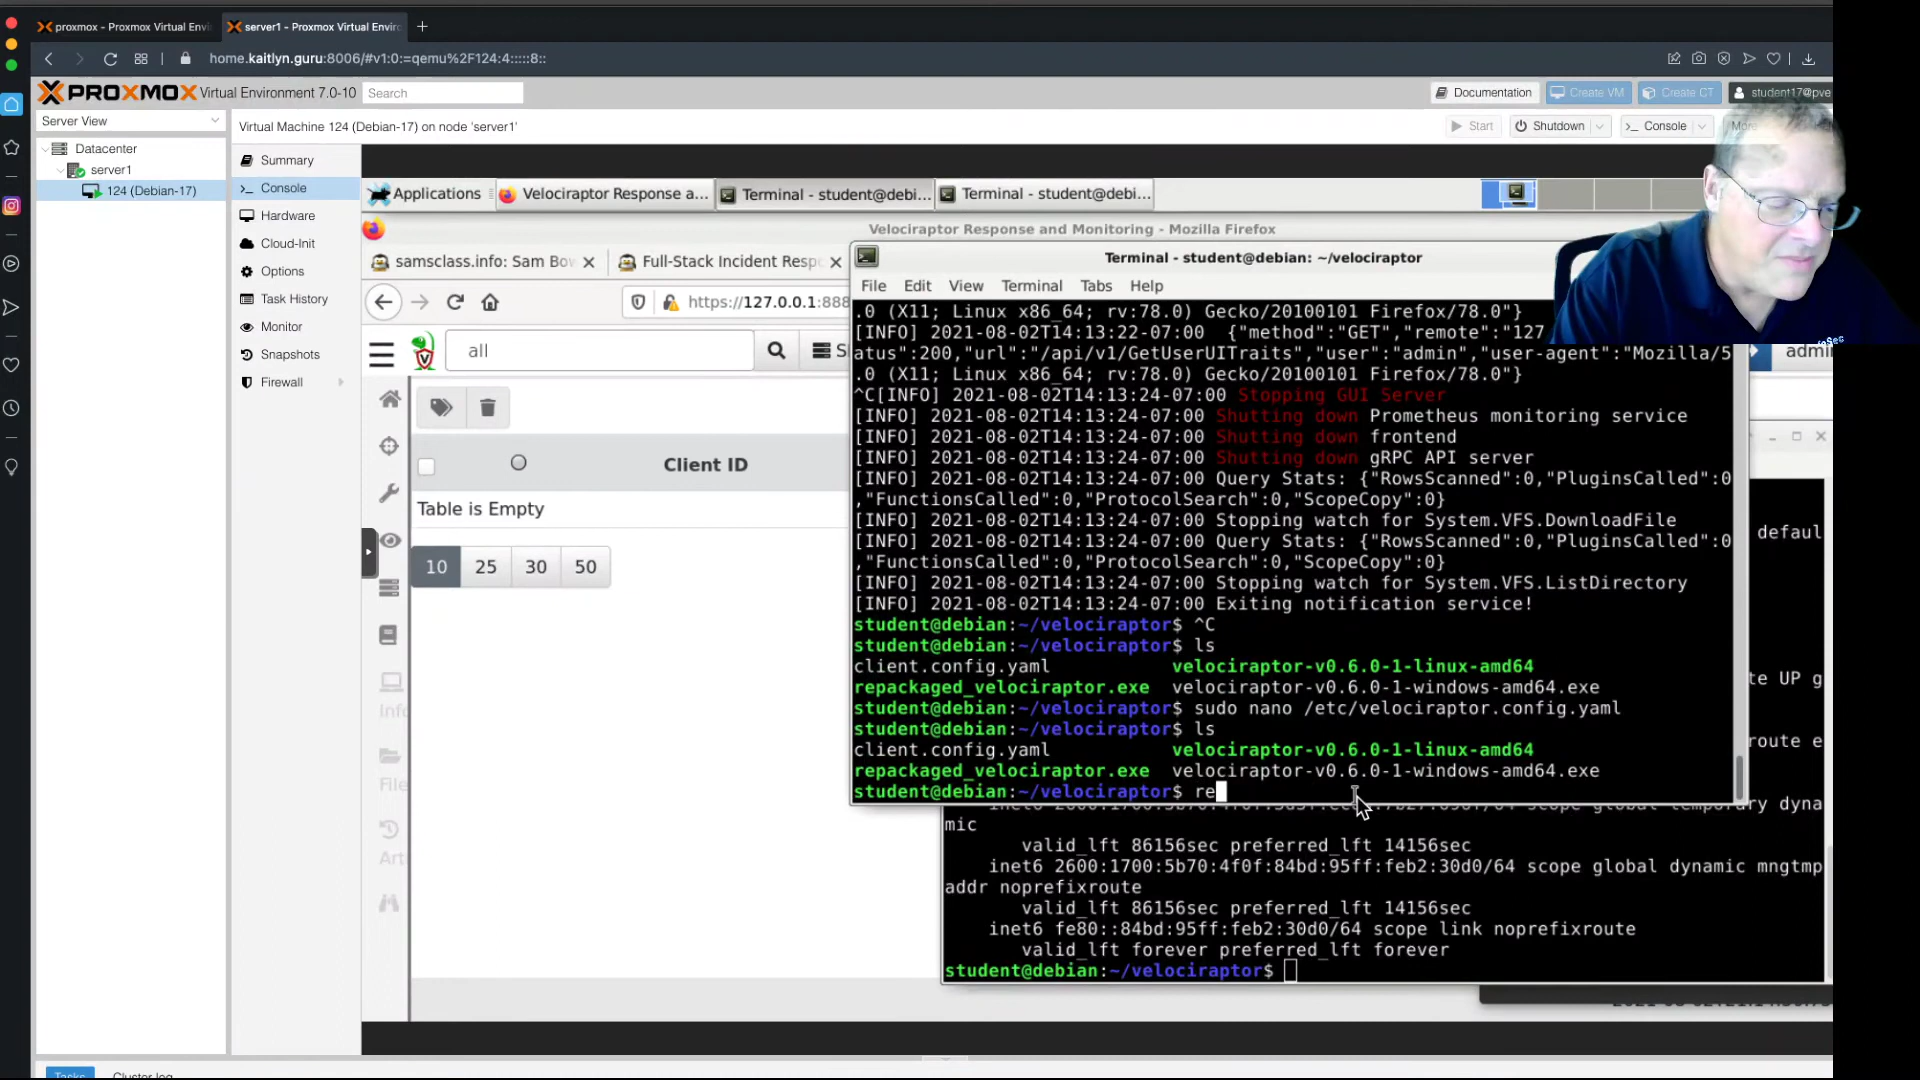 proxmox - Proxmox Virtual Envi
server1 - Proxmox Virtual Envir
home.kaitlyn.guru:8006/#v1:0:=qemu%2F124:4:::::8::
PROXMOX Virtual Environment 7.0-10
Search
Documentation
Create VM
Create CT
student17@pve
Server View
Virtual Machine 124 (Debian-17) on node 'server1'
Start
Shutdown
Console
More
Datacenter
server1
124 (Debian-17)
Summary
Console
Hardware
Cloud-Init
Options
Task History
Monitor
Snapshots
Firewall
Applications
Velociraptor Response a...
Terminal - student@debi...
Terminal - student@debi...
Velociraptor Response and Monitoring - Mozilla Firefox
samsclass.info: Sam Bow
Full-Stack Incident Respo
https://127.0.0.1:888
all
admin
Client ID
Table is Empty
10 25 30 50
Terminal - student@debian: ~/velociraptor
File Edit View Terminal Tabs Help
.0 (X11; Linux x86_64; rv:78.0) Gecko/20100101 Firefox/78.0"}
[INFO] 2021-08-02T14:13:22-07:00 {"method":"GET","remote":"127
atus":200,"url":"/api/v1/GetUserUITraits","user":"admin","user-agent":"Mozilla/5
.0 (X11; Linux x86_64; rv:78.0) Gecko/20100101 Firefox/78.0"}
^C[INFO] 2021-08-02T14:13:24-07:00 Stopping GUI Server
[INFO] 2021-08-02T14:13:24-07:00 Shutting down Prometheus monitoring service
[INFO] 2021-08-02T14:13:24-07:00 Shutting down frontend
[INFO] 2021-08-02T14:13:24-07:00 Shutting down gRPC API server
[INFO] 2021-08-02T14:13:24-07:00 Query Stats: {"RowsScanned":0,"PluginsCalled":0
,"FunctionsCalled":0,"ProtocolSearch":0,"ScopeCopy":0}
[INFO] 2021-08-02T14:13:24-07:00 Stopping watch for System.VFS.DownloadFile
[INFO] 2021-08-02T14:13:24-07:00 Query Stats: {"RowsScanned":0,"PluginsCalled":0
,"FunctionsCalled":0,"ProtocolSearch":0,"ScopeCopy":0}
[INFO] 2021-08-02T14:13:24-07:00 Stopping watch for System.VFS.ListDirectory
[INFO] 2021-08-02T14:13:24-07:00 Exiting notification service!
student@debian:~/velociraptor$ ^C
student@debian:~/velociraptor$ ls
client.config.yaml velociraptor-v0.6.0-1-linux-amd64
repackaged_velociraptor.exe velociraptor-v0.6.0-1-windows-amd64.exe
student@debian:~/velociraptor$ sudo nano /etc/velociraptor.config.yaml
student@debian:~/velociraptor$ ls
client.config.yaml velociraptor-v0.6.0-1-linux-amd64
repackaged_velociraptor.exe velociraptor-v0.6.0-1-windows-amd64.exe
student@debian:~/velociraptor$ re
defaul
te UP g
route e
mic
valid_lft 86156sec preferred_lft 14156sec
inet6 2600:1700:5b70:4f0f:84bd:95ff:feb2:30d0/64 scope global dynamic mngtmp
addr noprefixroute
valid_lft 86156sec preferred_lft 14156sec
inet6 fe80::84bd:95ff:feb2:30d0/64 scope link noprefixroute
valid_lft forever preferred_lft forever
student@debian:~/velociraptor$
Info
File
Arti
Tasks
Cluster log